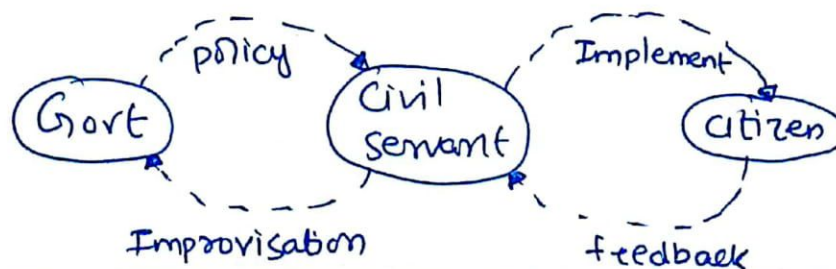 policy
Implement
Govt
Civil
servant
citizen
Improvisation
feedback